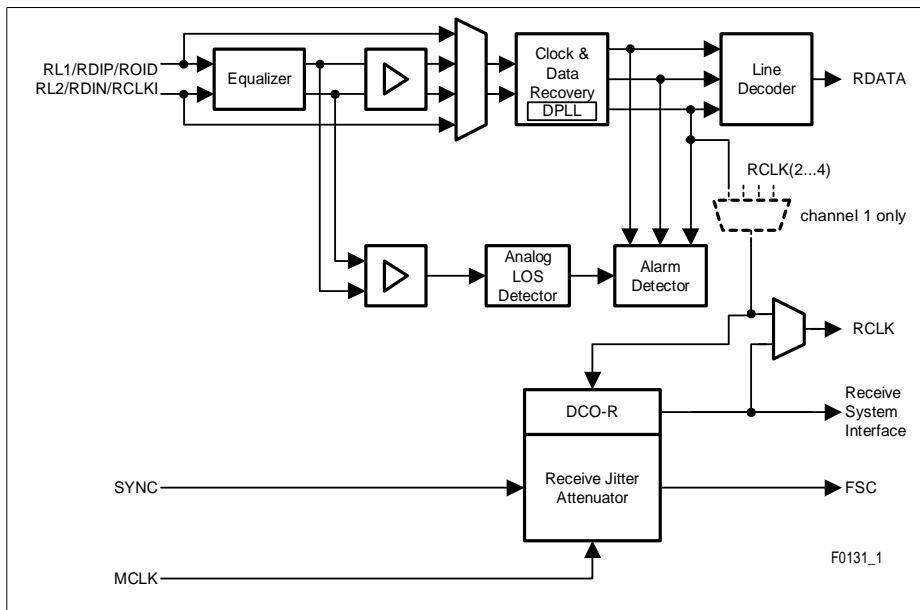 RL1/RDIP/ROID
RL2/RDIN/RCLKI
Equalizer
Clock &
Data
Recovery
DPLL
Line
Decoder
RDATA
RCLK(2...4)
channel 1 only
Analog
LOS
Detector
Alarm
Detector
RCLK
DCO-R
Receive
System
Interface
Receive Jitter
Attenuator
SYNC
FSC
MCLK
F0131_1